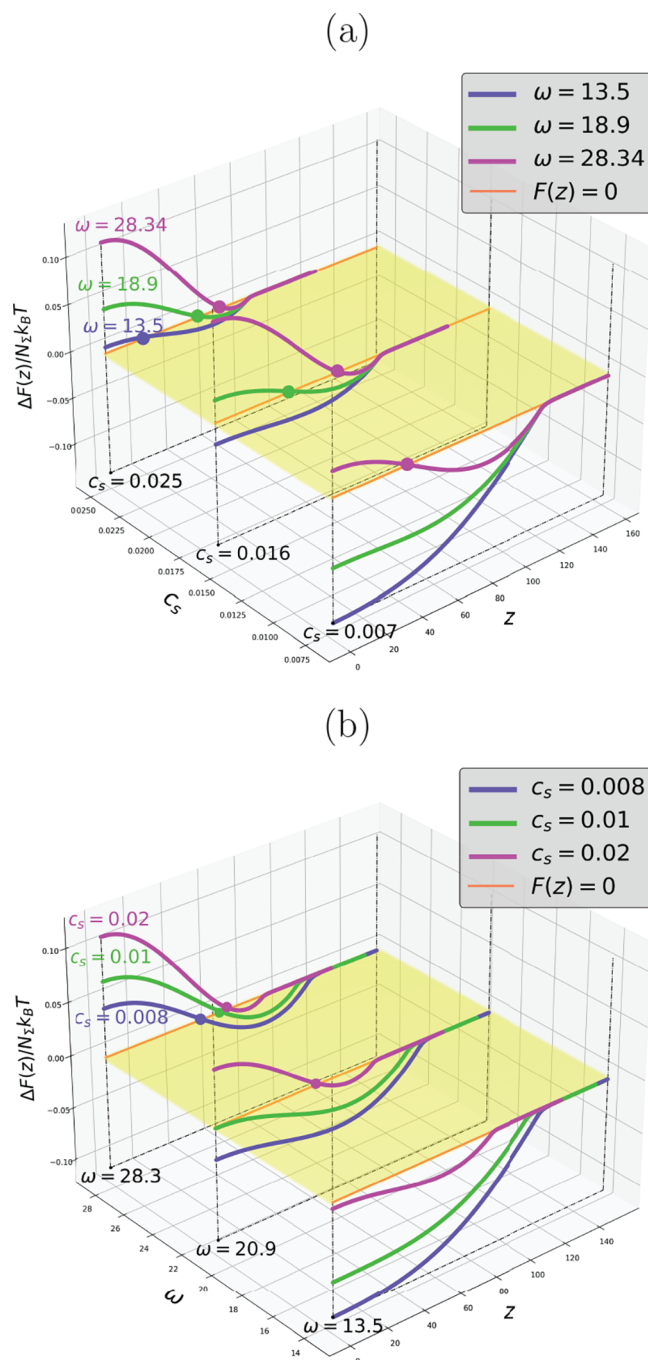 (a)
ω = 13.5
ω = 18.9
ω = 28.34
F(z) = 0
ω = 28.34
ω = 18.9
ω = 13.5
0.10
0.05
0.00
−0.05
−0.10
ΔF(z)/N_Σ k_B T
c_s = 0.025
c_s = 0.016
c_s = 0.007
0.0250
0.0225
0.0200
0.0175
0.0150
0.0125
0.0100
0.0075
c_s
0
20
40
60
80
100
120
140
160
z
(b)
c_s = 0.008
c_s = 0.01
c_s = 0.02
F(z) = 0
c_s = 0.02
c_s = 0.01
c_s = 0.008
0.10
0.05
0.00
−0.05
−0.10
ΔF(z)/N_Σ k_B T
ω = 28.3
ω = 20.9
ω = 13.5
28
26
24
22
20
18
16
14
ω
20
40
60
100
120
140
z